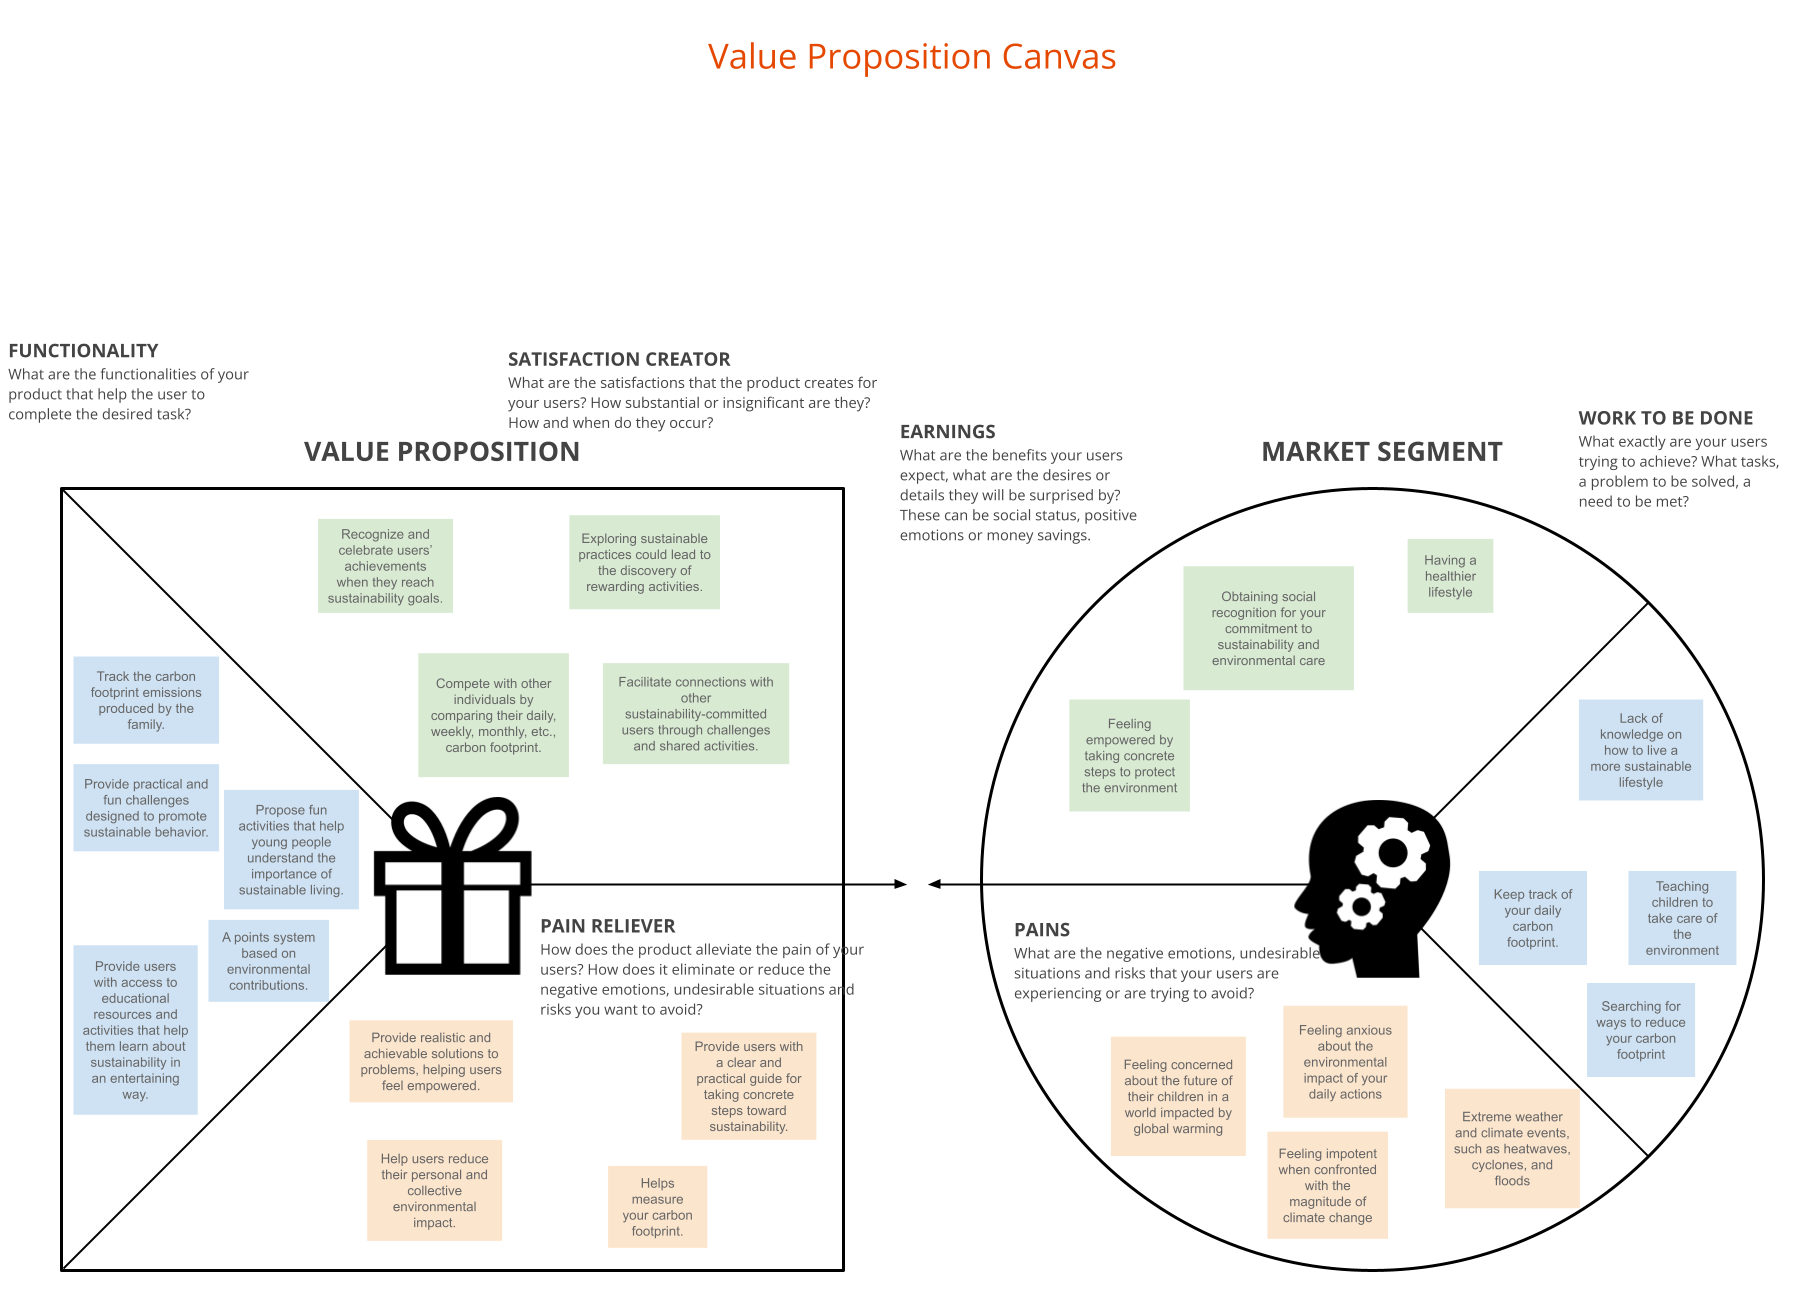 Value Proposition Canvas
FUNCTIONALITY
What are the functionalities of your
product that help the user to
complete the desired task?
SATISFACTION CREATOR
What are the satisfactions that the product creates for
your users? How substantial or insignificant are they?
How and when do they occur?
VALUE PROPOSITION
Recognize and
celebrate users’
achievements
when they reach
sustainability goals.
Exploring sustainable
practices could lead to
the discovery of
rewarding activities.
Compete with other
individuals by
comparing their daily,
weekly, monthly, etc.,
carbon footprint.
Facilitate connections with
other
sustainability-committed
users through challenges
and shared activities.
Track the carbon
footprint emissions
produced by the
family.
Provide practical and
fun challenges
designed to promote
sustainable behavior.
Propose fun
activities that help
young people
understand the
importance of
sustainable living.
A points system
based on
environmental
contributions.
Provide users
with access to
educational
resources and
activities that help
them learn about
sustainability in
an entertaining
way.
PAIN RELIEVER
How does the product alleviate the pain of your
users? How does it eliminate or reduce the
negative emotions, undesirable situations and
risks you want to avoid?
Provide realistic and
achievable solutions to
problems, helping users
feel empowered.
Provide users with
a clear and
practical guide for
taking concrete
steps toward
sustainability.
Help users reduce
their personal and
collective
environmental
impact.
Helps
measure
your carbon
footprint.
EARNINGS
What are the benefits your users
expect, what are the desires or
details they will be surprised by?
These can be social status, positive
emotions or money savings.
MARKET SEGMENT
WORK TO BE DONE
What exactly are your users
trying to achieve? What tasks,
a problem to be solved, a
need to be met?
Having a
healthier
lifestyle
Obtaining social
recognition for your
commitment to
sustainability and
environmental care
Feeling
empowered by
taking concrete
steps to protect
the environment
Lack of
knowledge on
how to live a
more sustainable
lifestyle
Keep track of
your daily
carbon
footprint.
Teaching
children to
take care of
the
environment
Searching for
ways to reduce
your carbon
footprint
PAINS
What are the negative emotions, undesirable
situations and risks that your users are
experiencing or are trying to avoid?
Feeling concerned
about the future of
their children in a
world impacted by
global warming
Feeling anxious
about the
environmental
impact of your
daily actions
Feeling impotent
when confronted
with the
magnitude of
climate change
Extreme weather
and climate events,
such as heatwaves,
cyclones, and
floods